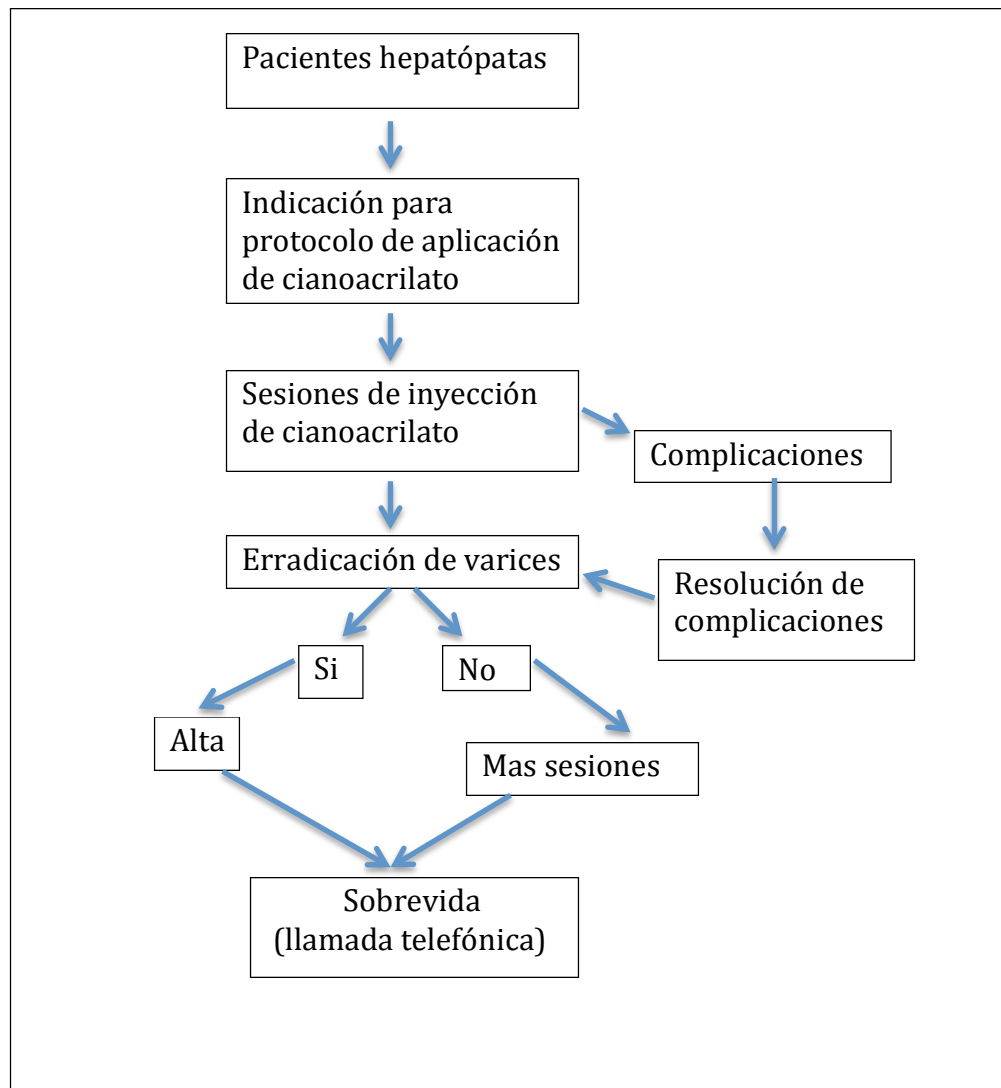 Pacientes hepatópatas
Indicación para
protocolo de aplicación
de cianoacrilato
Sesiones de inyección
de cianoacrilato
Complicaciones
Erradicación de varices
Resolución de
complicaciones
Si
No
Alta
Mas sesiones
Sobrevida
(llamada telefónica)